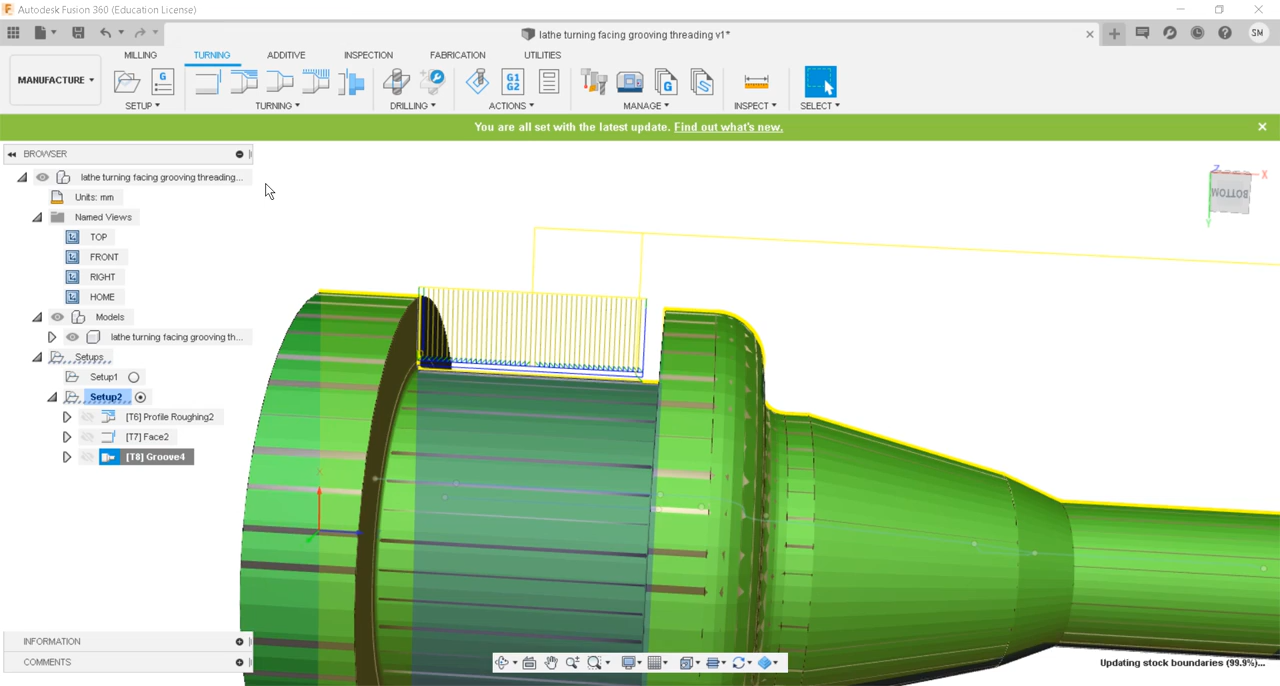 Autodesk Fusion 360 (Education License)
lathe turning facing grooving threading v1*
SM
MILLING TURNING ADDITIVE INSPECTION FABRICATION UTILITIES
MANUFACTURE
G G1 G2 G
SETUP TURNING DRILLING ACTIONS MANAGE INSPECT SELECT
You are all set with the latest update. Find out what's new.
BROWSER
lathe turning facing grooving threading...
Units: mm
Named Views
TOP
FRONT
RIGHT
HOME
Models
lathe turning facing grooving th...
Setups
Setup1
Setup2
[T6] Profile Roughing2
[T7] Face2
[T8] Groove4
Z
X
BOTTOM
Y
INFORMATION
COMMENTS
Updating stock boundaries (99.9%)...